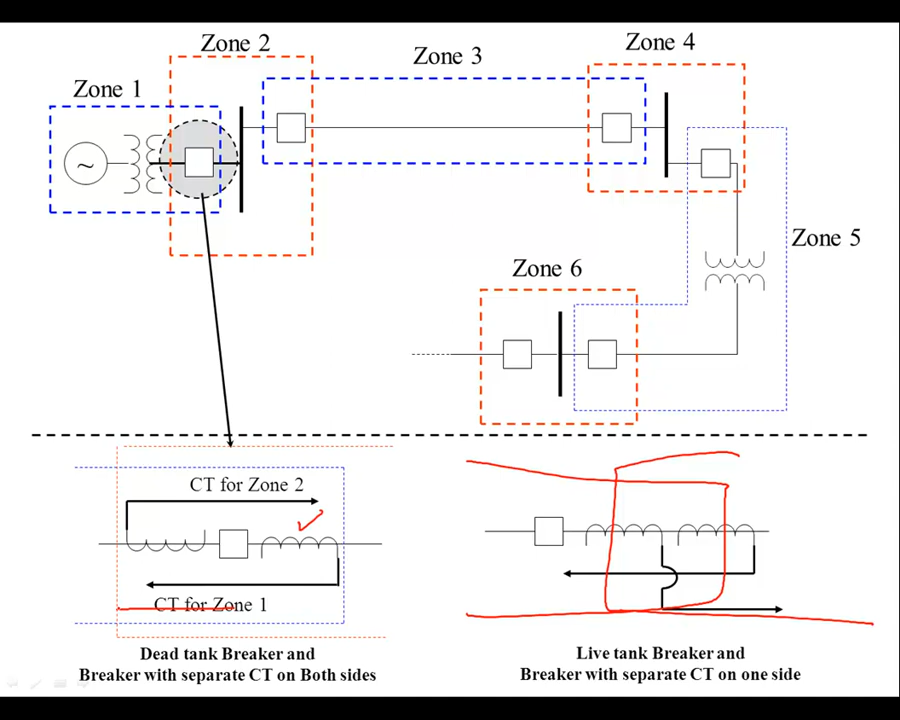 Zone 1
Zone 2
Zone 3
Zone 4
Zone 5
Zone 6
~
CT for Zone 2
CT for Zone 1
Dead tank Breaker and
Breaker with separate CT on Both sides
Live tank Breaker and
Breaker with separate CT on one side